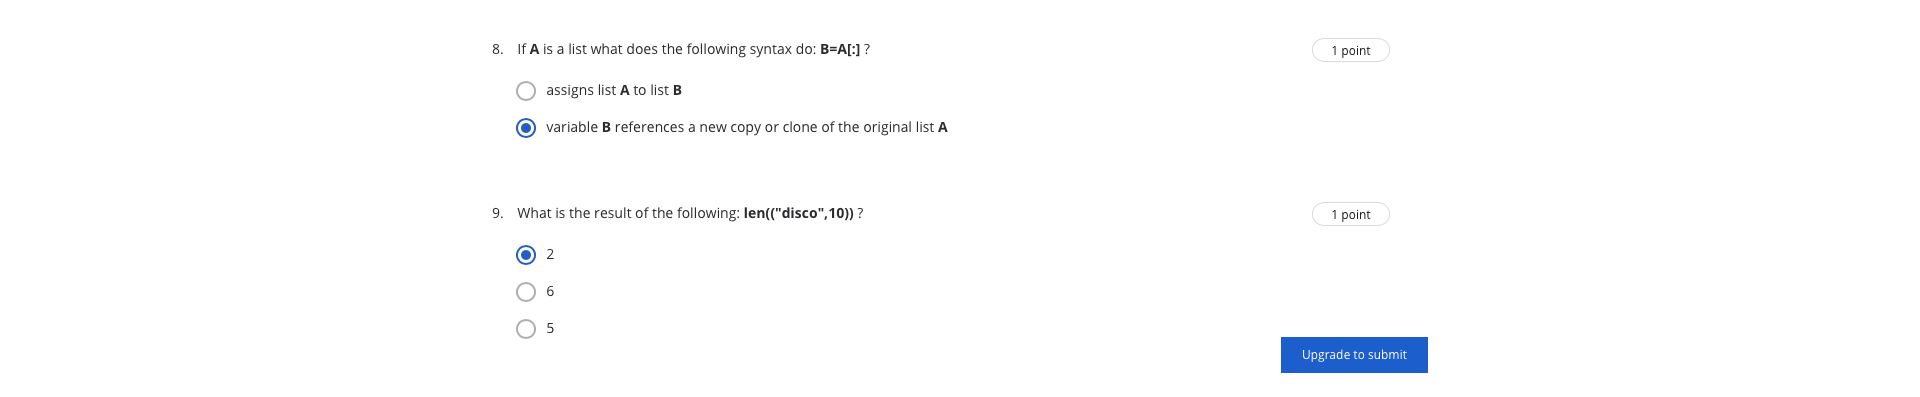 8. If A is a list what does the following syntax do: B=A[:] ?
1 point
assigns list A to list B
variable B references a new copy or clone of the original list A
9. What is the result of the following: len(("disco",10)) ?
1 point
2
6
5
Upgrade to submit